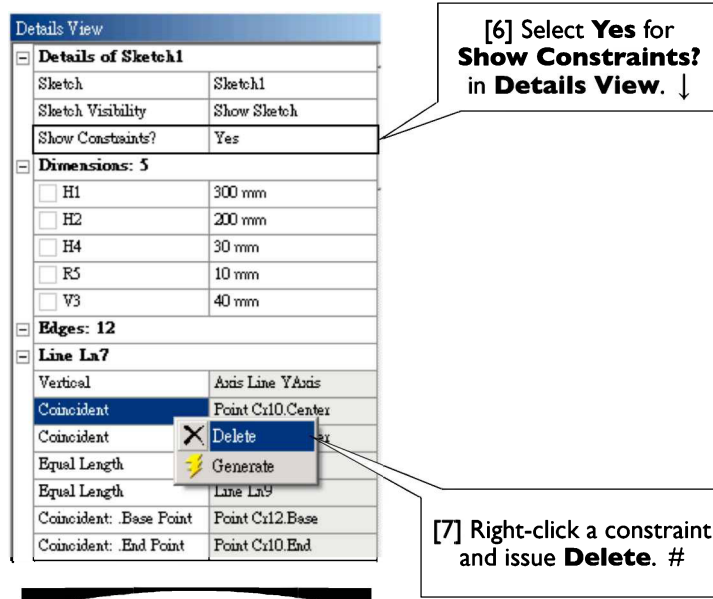 Details View
Details of Sketch1
Sketch Sketch1
Sketch Visibility Show Sketch
Show Constraints? Yes
Dimensions: 5
H1 300 mm
H2 200 mm
H4 30 mm
R5 10 mm
V3 40 mm
Edges: 12
Line Ln7
Vertical Axis Line YAxis
Coincident Point Cr10.Center
Coincident
Delete
Equal Length
Generate
Equal Length Line Ln9
Coincident: .Base Point Point Cr12.Base
Coincident: .End Point Point Cr10.End
[6] Select Yes for
Show Constraints?
in Details View. ↓
[7] Right-click a constraint
and issue Delete. #